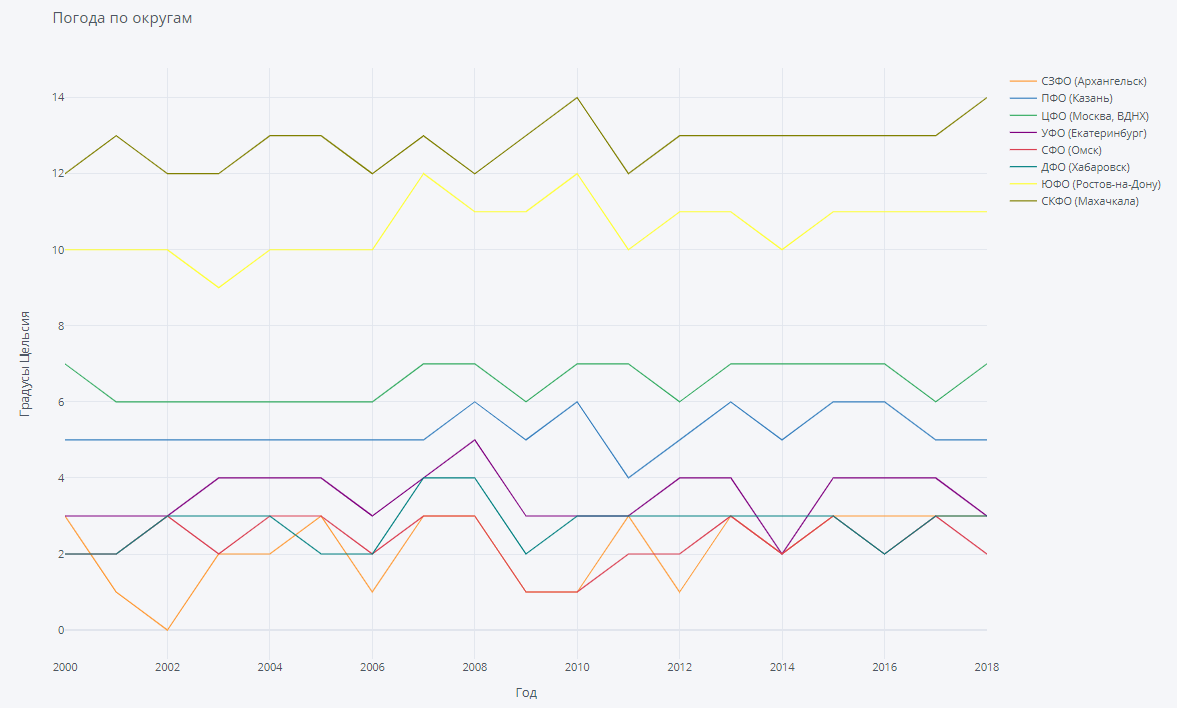 Погода по округам
14
12
10
8
6
4
2
0
Градусы Цельсия
2000
2002
2004
2006
2008
2010
2012
2014
2016
2018
Год
СЗФО (Архангельск)
ПФО (Казань)
ЦФО (Москва, ВДНХ)
УФО (Екатеринбург)
СФО (Омск)
ДФО (Хабаровск)
ЮФО (Ростов-на-Дону)
СКФО (Махачкала)